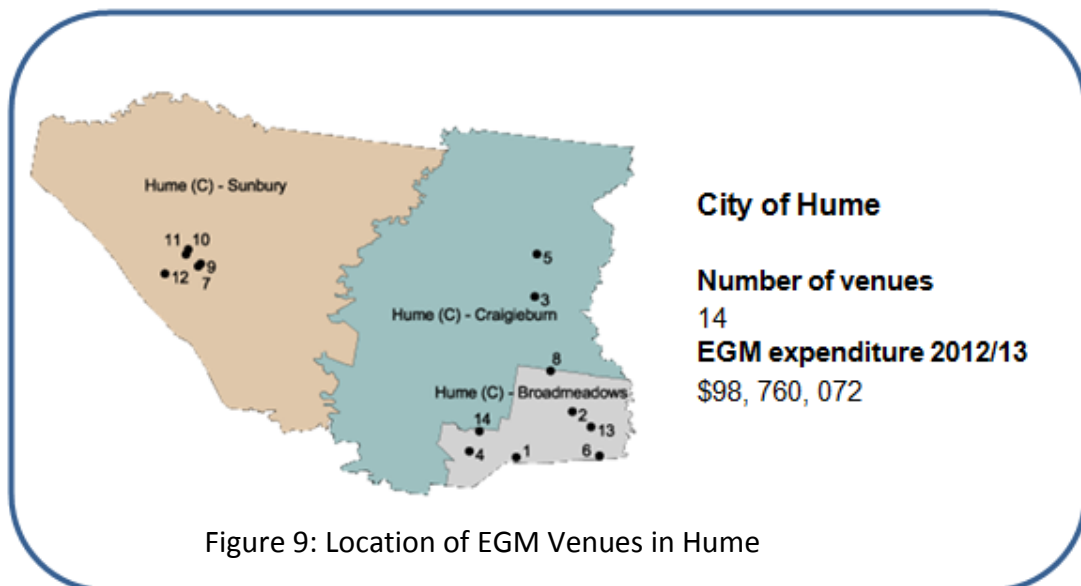 Hume (C) - Sunbury
11 10
12 9
7
5
3
Hume (C) - Craigieburn
8
Hume (C) - Broadmeadows
2
14
13
4 1 6
City of Hume
Number of venues
14
EGM expenditure 2012/13
$98, 760, 072
Figure 9: Location of EGM Venues in Hume